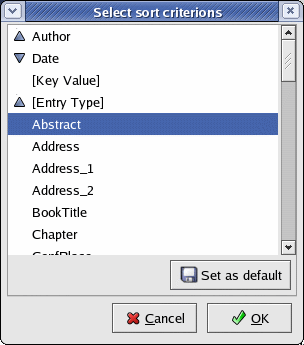 Select sort criterions
Author
Date
[Key Value]
[Entry Type]
Abstract
Address
Address_1
Address_2
BookTitle
Chapter
ConfPlace
Set as default
Cancel
OK